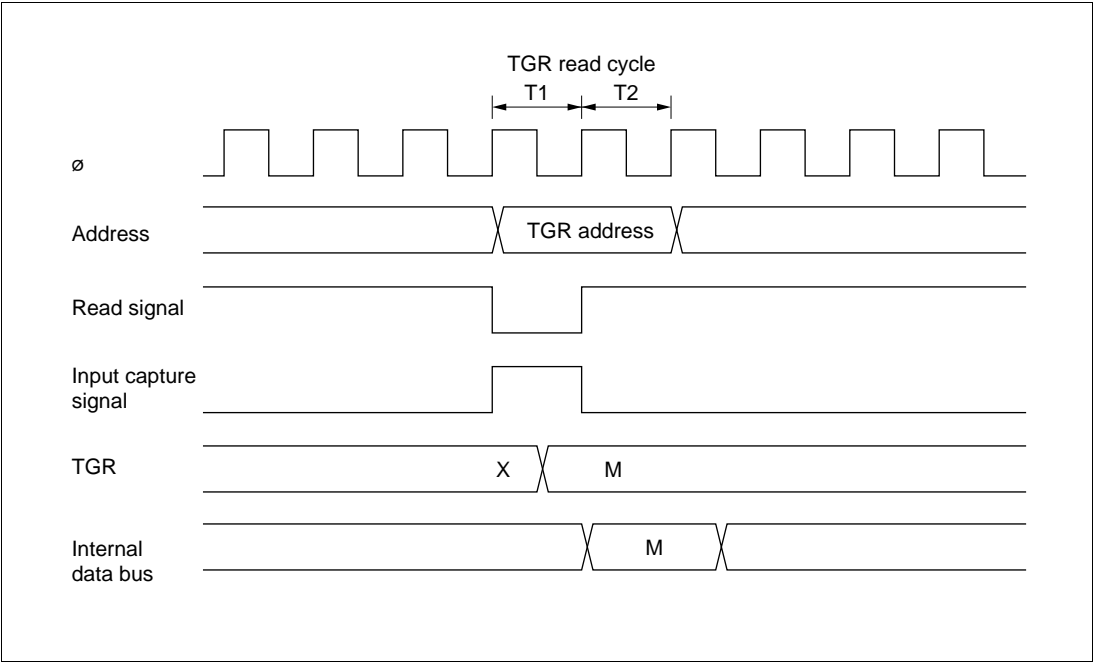 TGR read cycle
T1 T2
ø
Address
TGR address
Read signal
Input capture
signal
TGR
X M
Internal
data bus
M